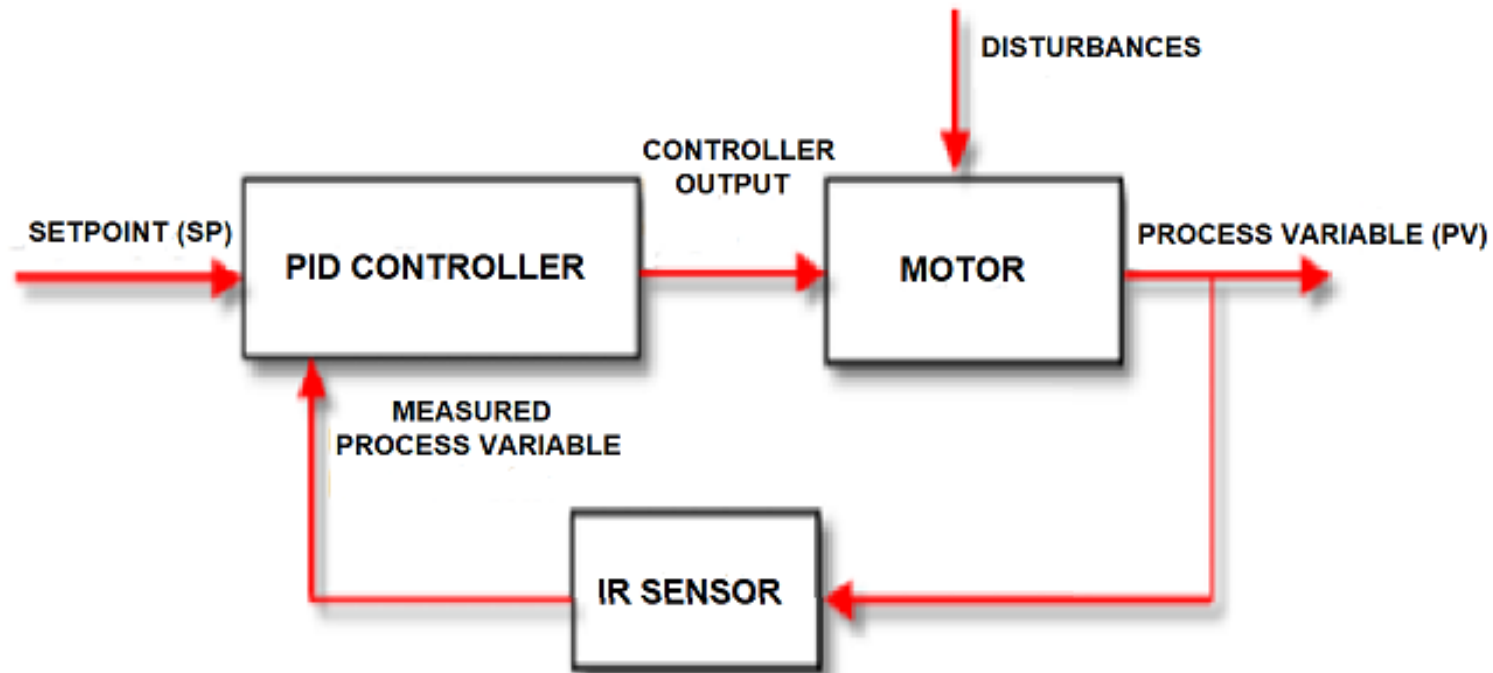 DISTURBANCES
CONTROLLER
OUTPUT
SETPOINT (SP)
PID CONTROLLER
MOTOR
PROCESS VARIABLE (PV)
MEASURED
PROCESS VARIABLE
IR SENSOR